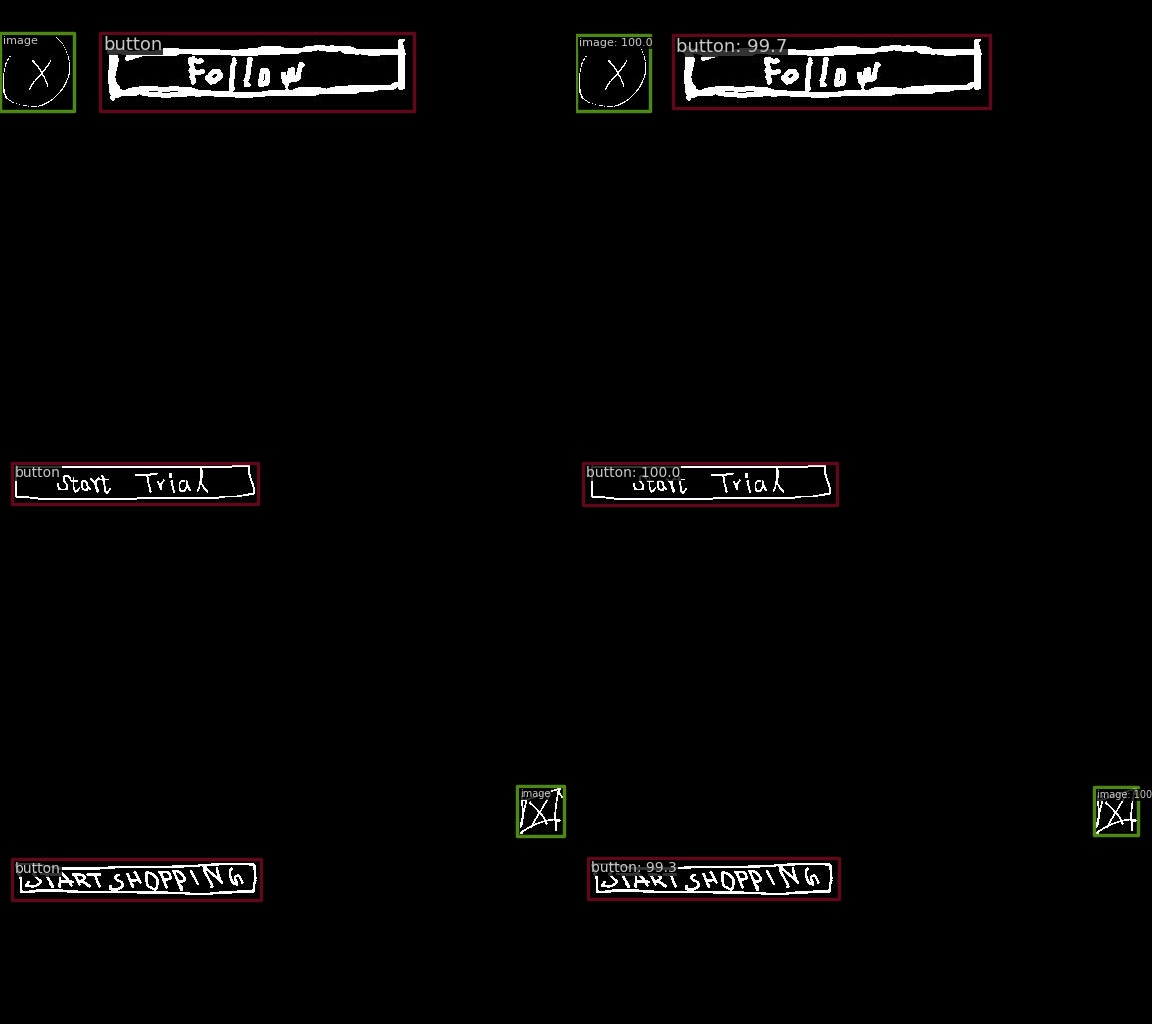 image
button
image: 100.0
button: 99.7
X
Follow
X
Follow
button
Start Trial
button: 100.0
Start Trial
image
X
image: 100
X
button
START SHOPPING
button: 99.3
START SHOPPING